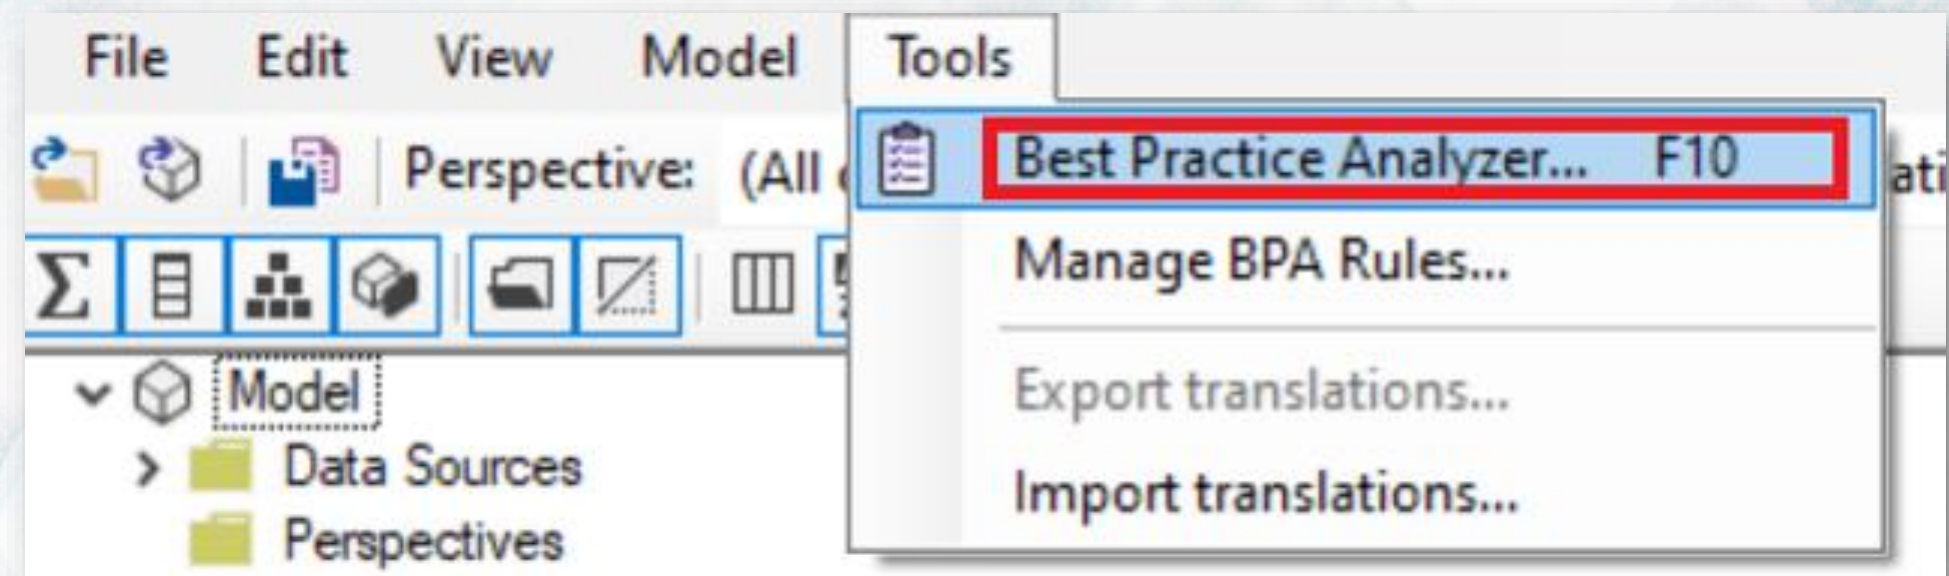 File Edit View Model Tools
Perspective: (All
Best Practice Analyzer... F10
Manage BPA Rules...
Export translations...
Import translations...
Model
Data Sources
Perspectives